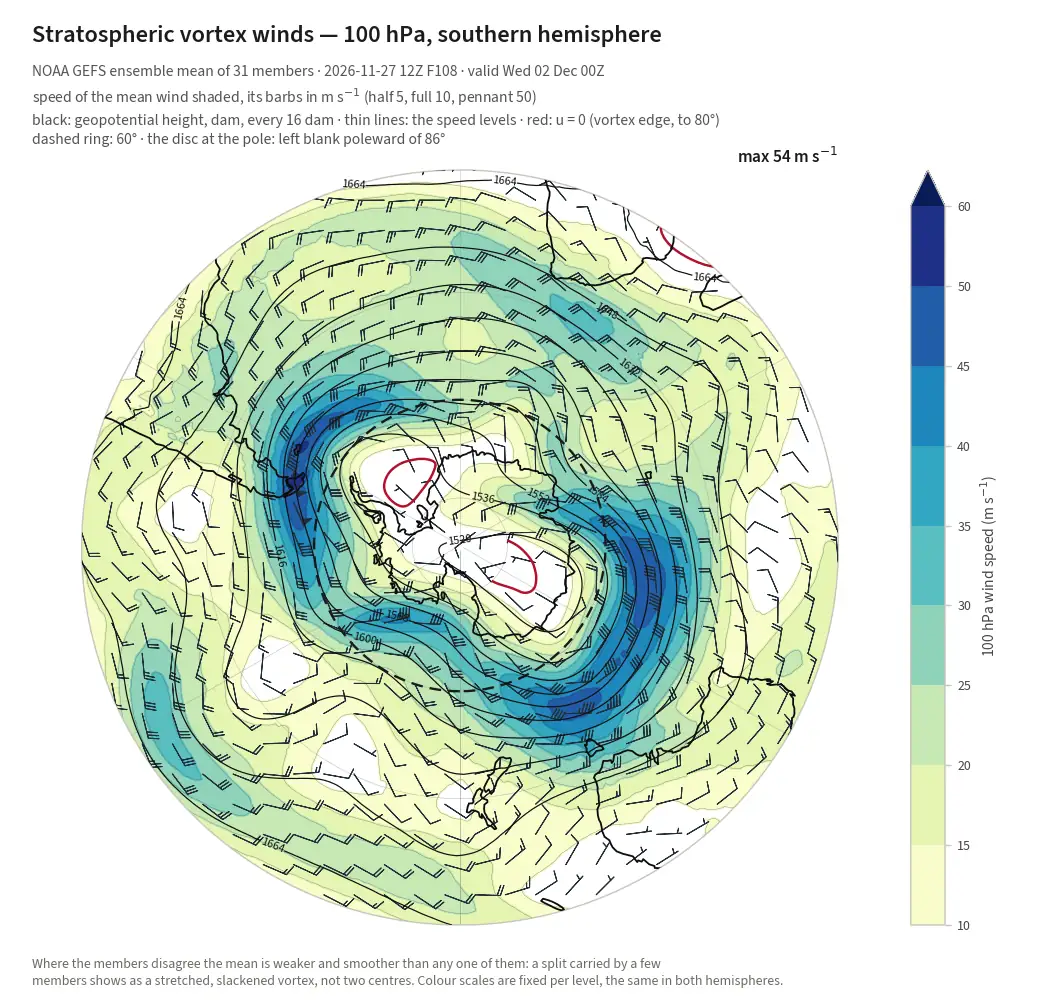 Stratospheric vortex winds — 100 hPa, southern hemisphere
NOAA GEFS ensemble mean of 31 members · 2026-11-27 12Z F108 · valid Wed 02 Dec 00Z
speed of the mean wind shaded, its barbs in m s⁻¹ (half 5, full 10, pennant 50)
black: geopotential height, dam, every 16 dam · thin lines: the speed levels · red: u = 0 (vortex edge, to 80°)
dashed ring: 60° · the disc at the pole: left blank poleward of 86°
max 54 m s⁻¹
1664
1664
1664
1664
1536
1520
1616
1600
1664
60
50
45
40
35
30
25
20
15
10
100 hPa wind speed (m s⁻¹)
Where the members disagree the mean is weaker and smoother than any one of them: a split carried by a few
members shows as a stretched, slackened vortex, not two centres. Colour scales are fixed per level, the same in both hemispheres.